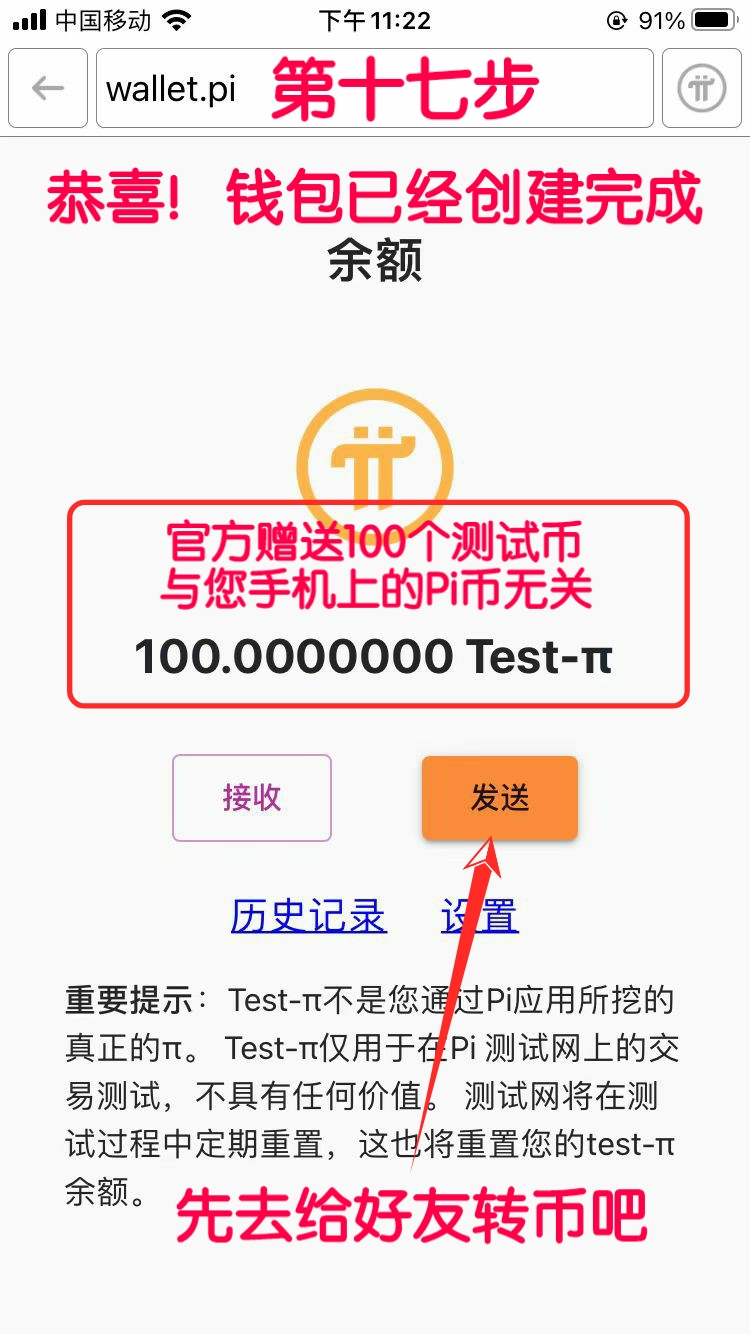 中国移动 下午11:22 91%
wallet.pi 第十七步
恭喜! 钱包已经创建完成
余额
官方赠送100个测试币
与您手机上的Pi币无关
100.0000000 Test-π
接收 发送
历史记录 设置
重要提示：Test-π不是您通过Pi应用所挖的
真正的π。 Test-π仅用于在Pi 测试网上的交
易测试，不具有任何价值。 测试网将在测
试过程中定期重置，这也将重置您的test-π
余额。
先去给好友转币吧